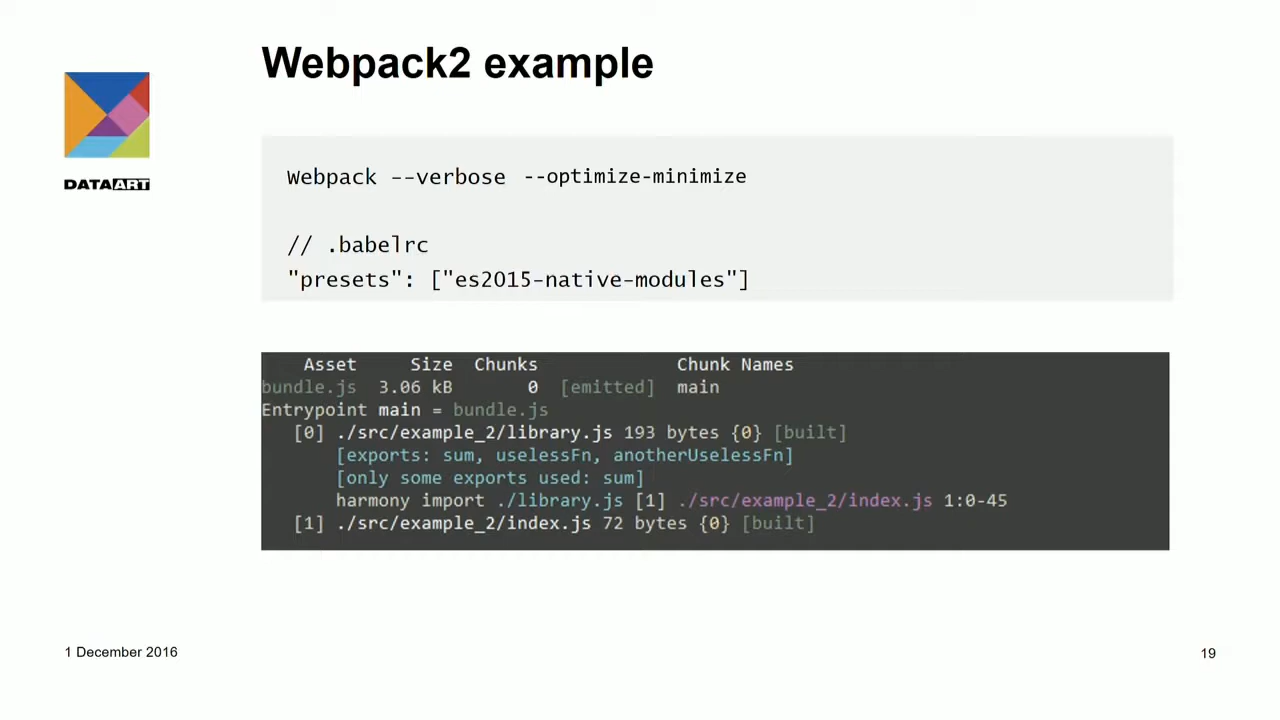 Webpack2 example
DATAART
Webpack --verbose --optimize-minimize
// .babelrc
"presets": ["es2015-native-modules"]
Asset Size Chunks Chunk Names
bundle.js 3.06 kB 0 [emitted] main
Entrypoint main = bundle.js
[0] ./src/example_2/library.js 193 bytes {0} [built]
[exports: sum, uselessFn, anotherUselessFn]
[only some exports used: sum]
harmony import ./library.js [1] ./src/example_2/index.js 1:0-45
[1] ./src/example_2/index.js 72 bytes {0} [built]
1 December 2016
19